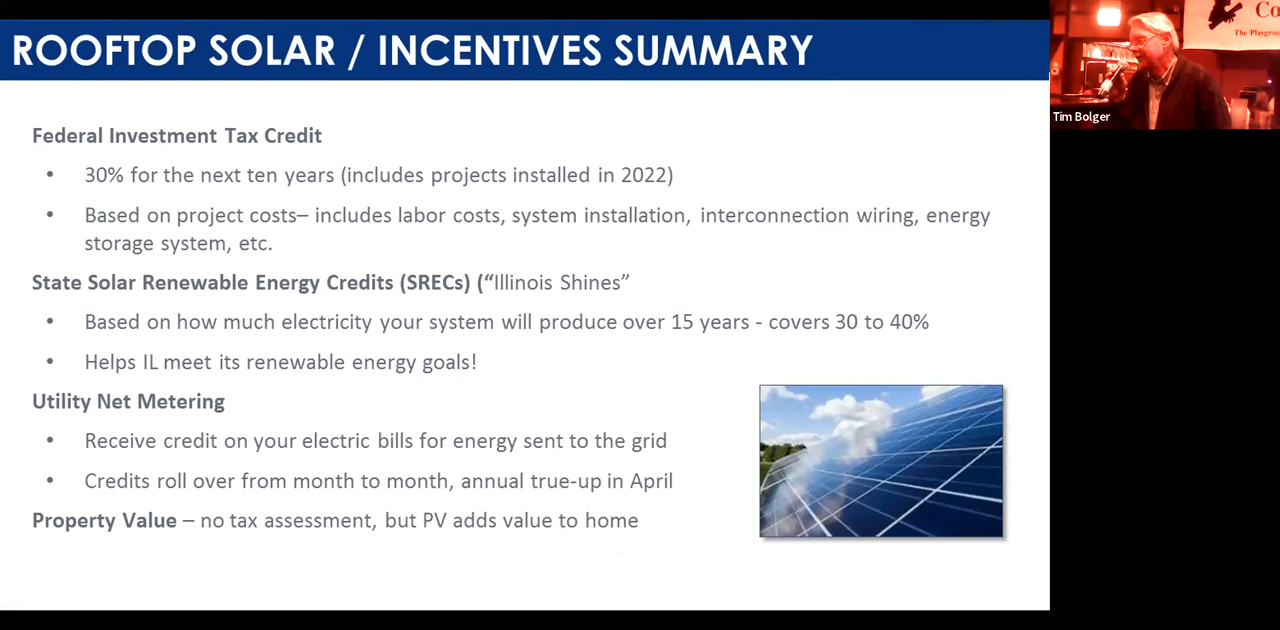 ROOFTOP SOLAR / INCENTIVES SUMMARY
Co
The Playgroun
Tim Bolger
Federal Investment Tax Credit
• 30% for the next ten years (includes projects installed in 2022)
• Based on project costs– includes labor costs, system installation, interconnection wiring, energy
storage system, etc.
State Solar Renewable Energy Credits (SRECs) (“Illinois Shines”
• Based on how much electricity your system will produce over 15 years - covers 30 to 40%
• Helps IL meet its renewable energy goals!
Utility Net Metering
• Receive credit on your electric bills for energy sent to the grid
• Credits roll over from month to month, annual true-up in April
Property Value – no tax assessment, but PV adds value to home